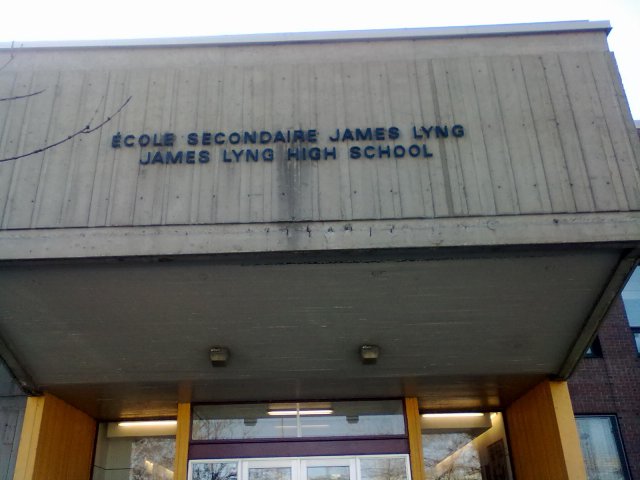 ÉCOLE SECONDAIRE JAMES LYNG
JAMES LYNG HIGH SCHOOL